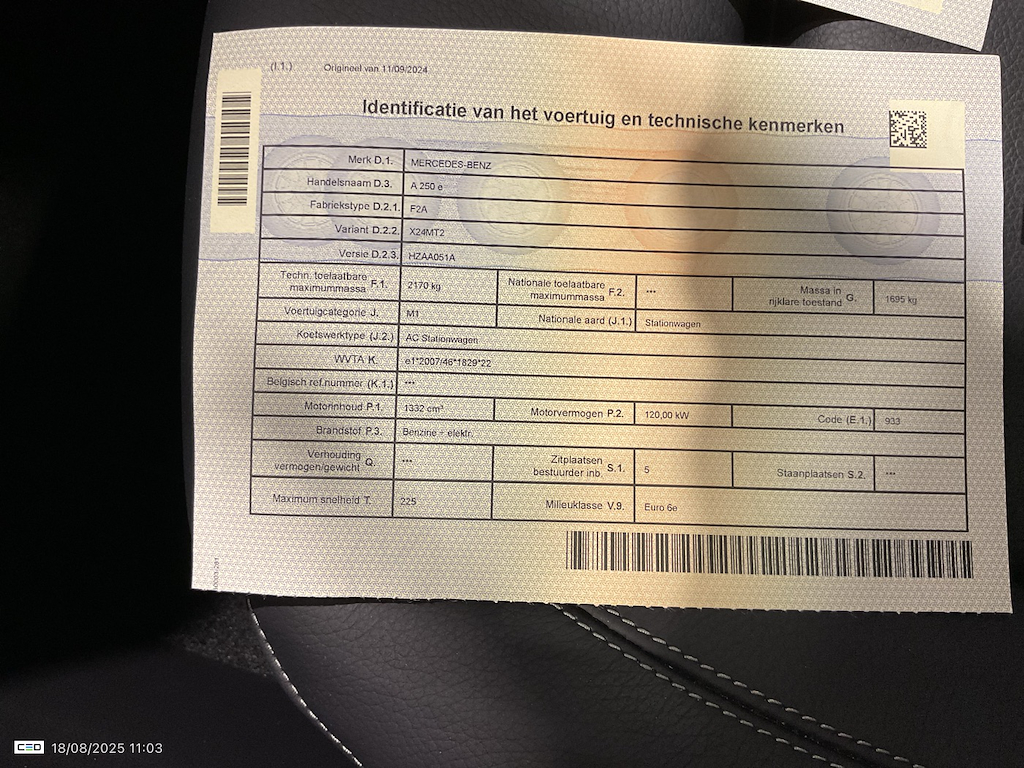 (I.1.) Origineel van 11/09/2024
Identificatie van het voertuig en technische kenmerken
Merk D.1. MERCEDES-BENZ
Handelsnaam D.3. A 250 e
Fabriekstype D.2.1. F2A
Variant D.2.2. X24MT2
Versie D.2.3. HZAA051A
Techn. toelaatbare maximummassa F.1. 2170 kg Nationale toelaatbare maximummassa F.2. *** Massa in rijklare toestand G. 1695 kg
Voertuigcategorie J. M1 Nationale aard (J.1.) Stationwagen
Koetswerktype (J.2.) AC Stationwagen
WVTA K. e1*2007/46*1829*22
Belgisch ref.nummer (K.1.) ***
Motorinhoud P.1. 1332 cm³ Motorvermogen P.2. 120,00 kW Code (E.1.) 933
Brandstof P.3. Benzine + elektr.
Verhouding vermogen/gewicht Q. *** Zitplaatsen bestuurder inb. S.1. 5 Staanplaatsen S.2. ***
Maximum snelheid T. 225 Milieuklasse V.9. Euro 6e
CEO 18/08/2025 11:03